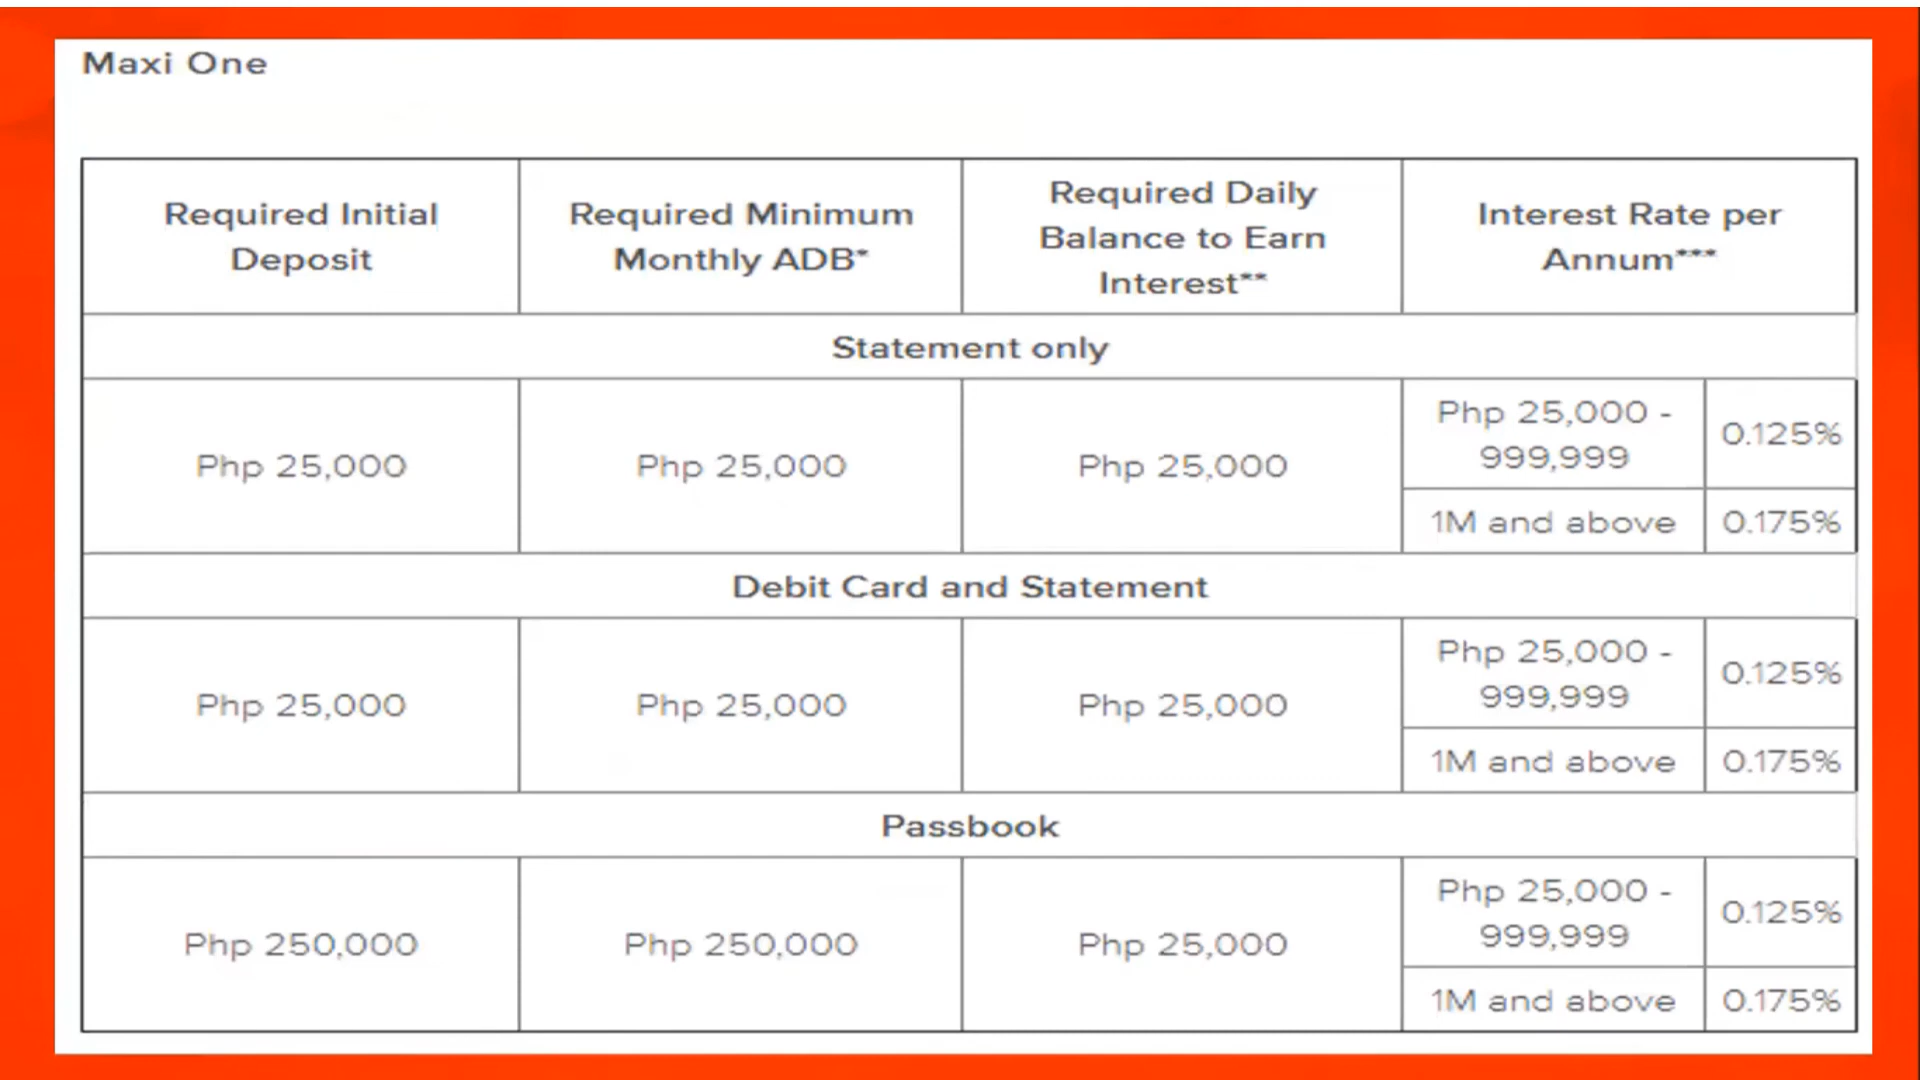 Maxi One
Required Initial
Deposit
Required Minimum
Monthly ADB*
Required Daily
Balance to Earn
Interest**
Interest Rate per
Annum***
Statement only
Php 25,000
Php 25,000
Php 25,000
Php 25,000 -
999,999
0.125%
1M and above
0.175%
Debit Card and Statement
Php 25,000
Php 25,000
Php 25,000
Php 25,000 -
999,999
0.125%
1M and above
0.175%
Passbook
Php 250,000
Php 250,000
Php 25,000
Php 25,000 -
999,999
0.125%
1M and above
0.175%